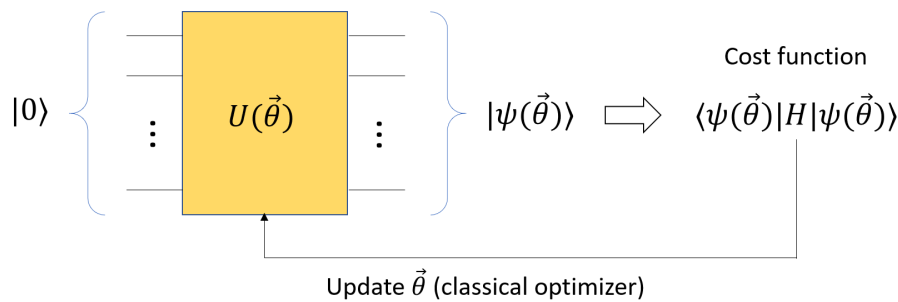 Cost function
|0⟩
U(θ⃗)
|ψ(θ⃗)⟩
⟨ψ(θ⃗)|H|ψ(θ⃗)⟩
Update θ⃗ (classical optimizer)